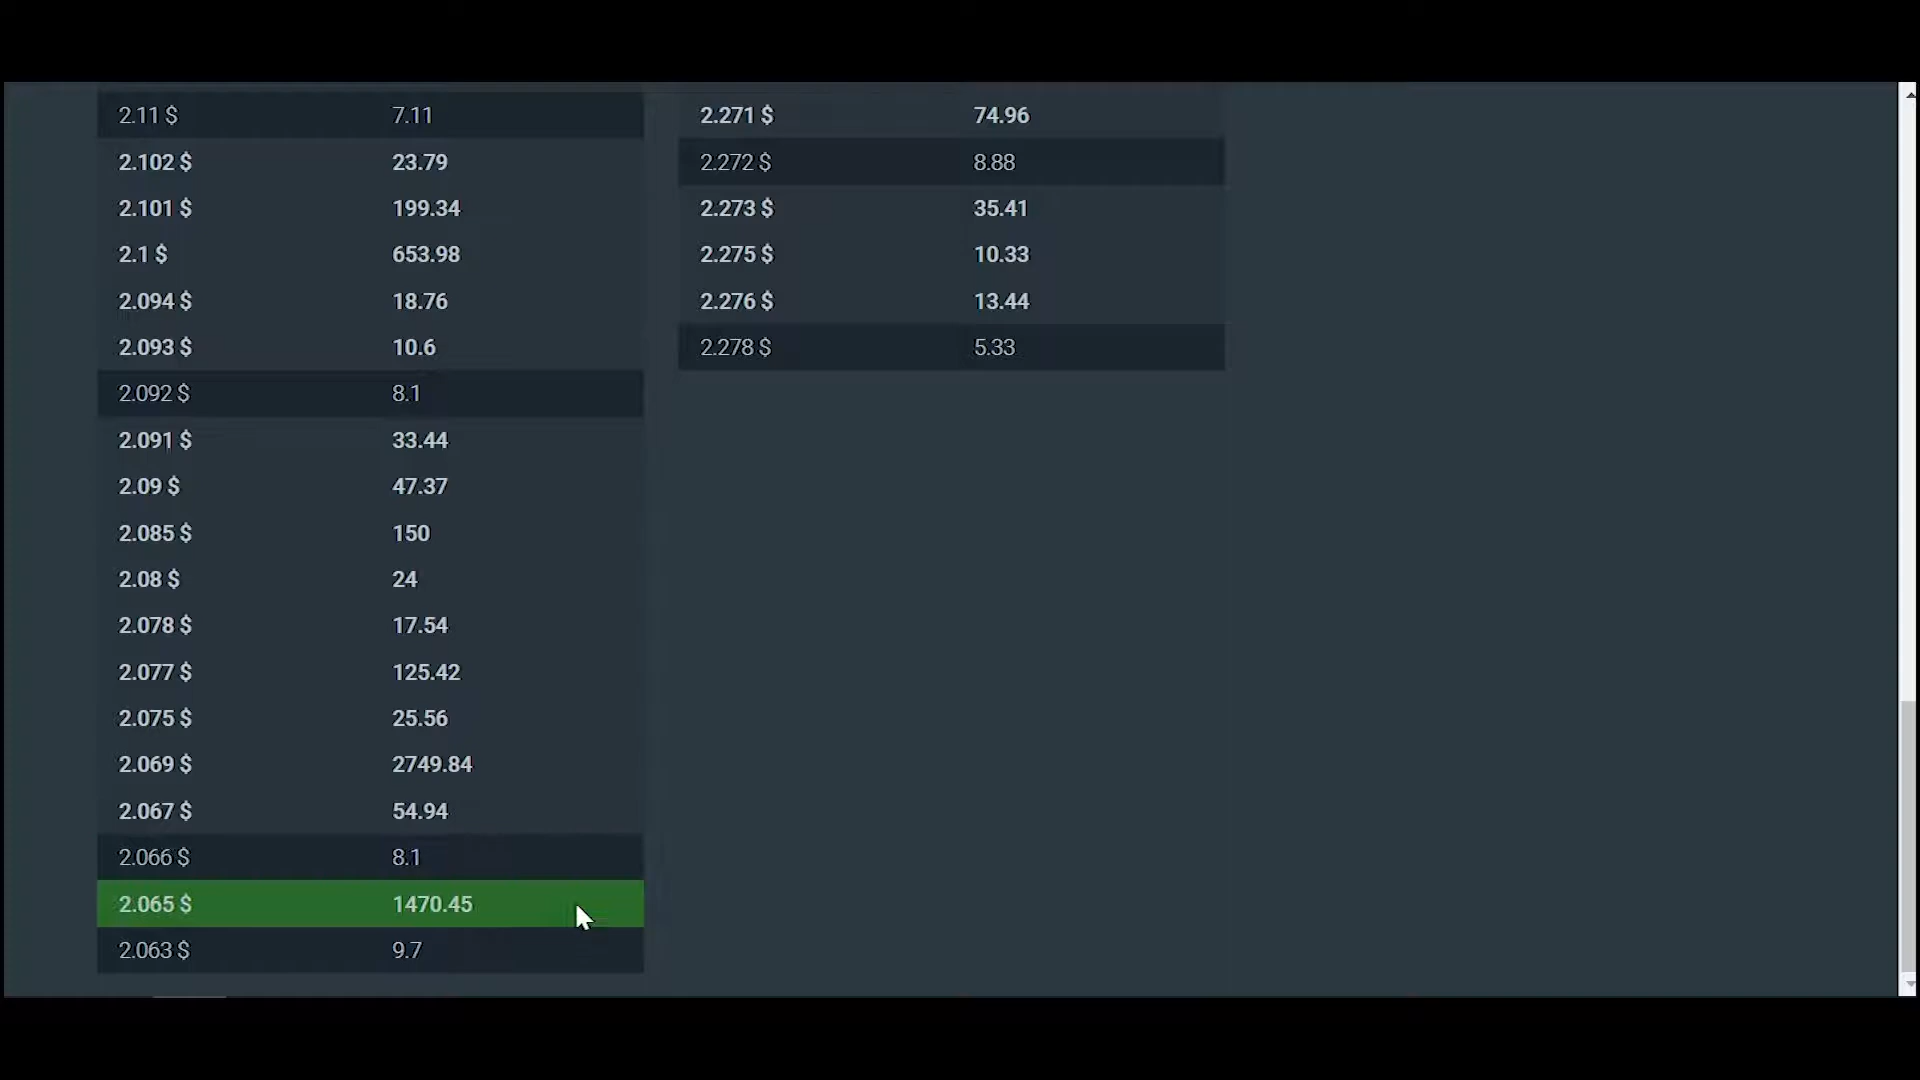 2.11 $ 7.11
2.102 $ 23.79
2.101 $ 199.34
2.1 $ 653.98
2.094 $ 18.76
2.093 $ 10.6
2.092 $ 8.1
2.091 $ 33.44
2.09 $ 47.37
2.085 $ 150
2.08 $ 24
2.078 $ 17.54
2.077 $ 125.42
2.075 $ 25.56
2.069 $ 2749.84
2.067 $ 54.94
2.066 $ 8.1
2.065 $ 1470.45
2.063 $ 9.7
2.271 $ 74.96
2.272 $ 8.88
2.273 $ 35.41
2.275 $ 10.33
2.276 $ 13.44
2.278 $ 5.33